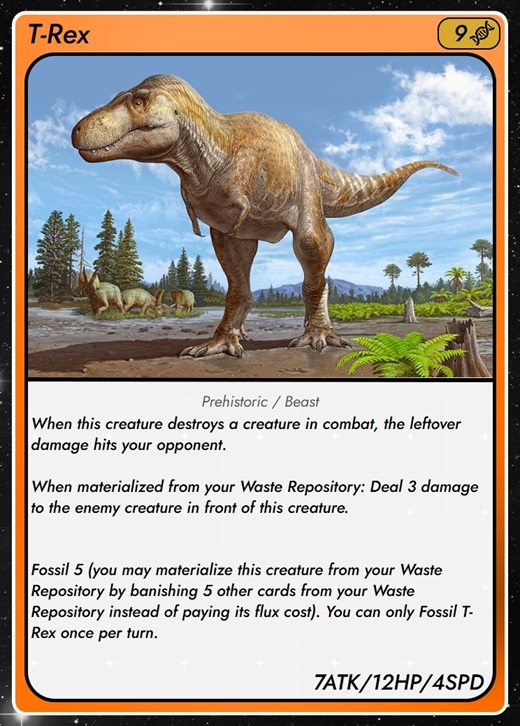 T-Rex
9
Prehistoric / Beast
When this creature destroys a creature in combat, the leftover
damage hits your opponent.
When materialized from your Waste Repository: Deal 3 damage
to the enemy creature in front of this creature.
Fossil 5 (you may materialize this creature from your Waste
Repository by banishing 5 other cards from your Waste
Repository instead of paying its flux cost). You can only Fossil T-
Rex once per turn.
7ATK/12HP/4SPD